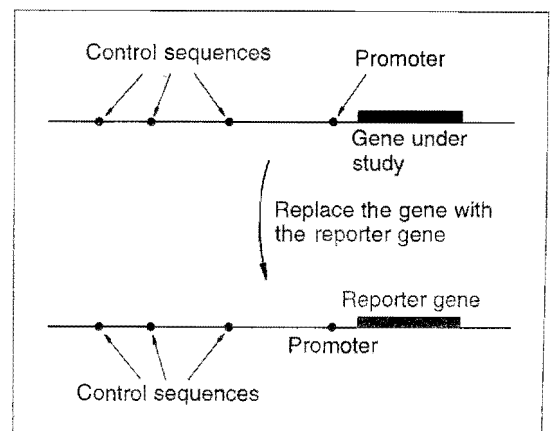 Control sequences
Promoter
Gene under
study
Replace the gene with
the reporter gene
Reporter gene
Promoter
Control sequences